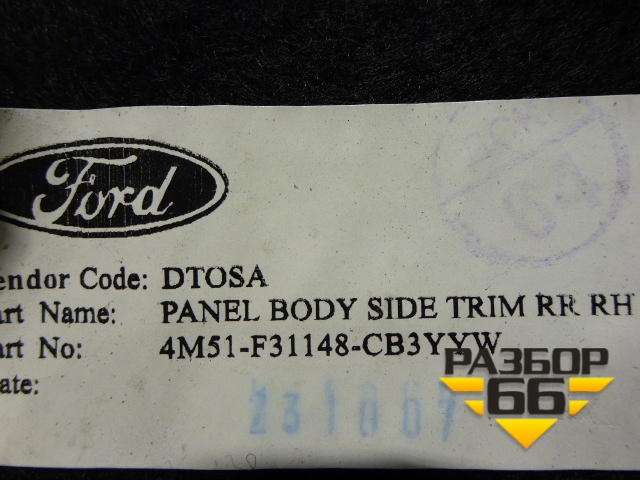 Ford
endor Code: DTOSA
art Name: PANEL BODY SIDE TRIM RR RH
art No: 4M51-F31148-CB3YYW
ate:
231007
РАЗБОР
66